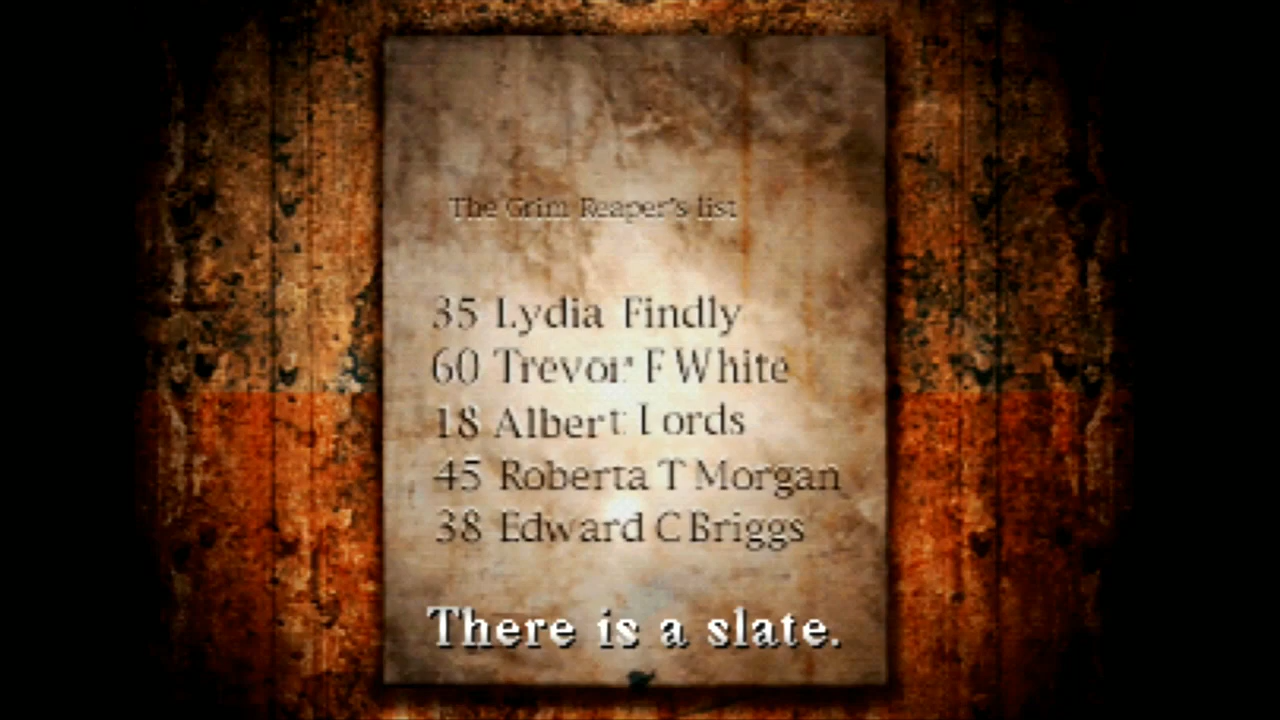 The Grim Reaper's list
35 Lydia Findly
60 Trevor F White
18 Albert Lords
45 Roberta T Morgan
38 Edward C Briggs
There is a slate.